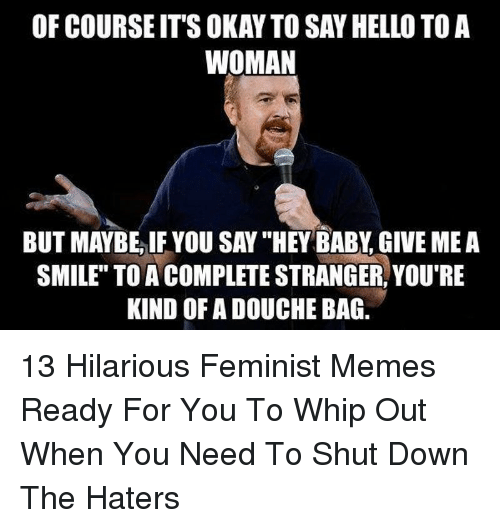 OF COURSE IT'S OKAY TO SAY HELLO TO A
WOMAN
BUT MAYBE, IF YOU SAY "HEY BABY, GIVE ME A
SMILE" TO A COMPLETE STRANGER, YOU'RE
KIND OF A DOUCHE BAG.
13 Hilarious Feminist Memes
Ready For You To Whip Out
When You Need To Shut Down
The Haters